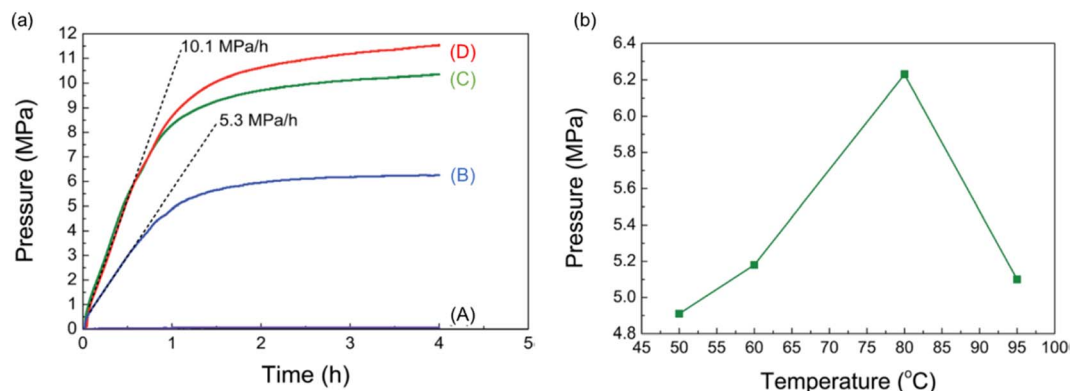 (a)
12
11
10
9
8
7
6
5
4
3
2
1
0
Pressure (MPa)
10.1 MPa/h
5.3 MPa/h
(D)
(C)
(B)
(A)
0 1 2 3 4 5
Time (h)
(b)
6.4
6.2
6.0
5.8
5.6
5.4
5.2
5.0
4.8
Pressure (MPa)
45 50 55 60 65 70 75 80 85 90 95 100
Temperature (°C)